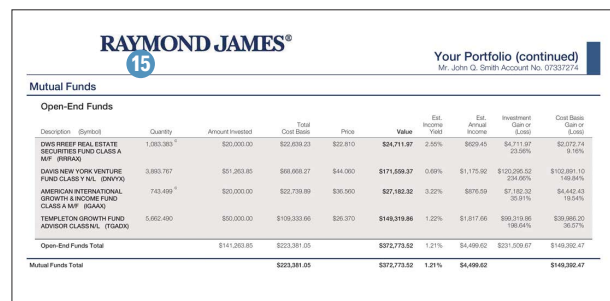 RAYMOND JAMES®
15
Your Portfolio (continued)
Mr. John Q. Smith Account No. 07337274
Mutual Funds
Open-End Funds
Description (Symbol) Quantity Amount Invested Total Cost Basis Price Value Est. Income Yield Est. Annual Income Investment Gain or (Loss) Cost Basis Gain or (Loss)
DWS RREEF REAL ESTATE 1,083.383 $20,000.00 $22,639.23 $22.810 $24,711.97 2.55% $629.45 $4,711.97 $2,072.74
SECURITIES FUND CLASS A 23.56% 9.16%
M/F (RRRAX)
DAVIS NEW YORK VENTURE 3,893.767 $51,263.85 $68,668.27 $44.060 $171,559.37 0.69% $1,175.92 $120,295.52 $102,891.10
FUND CLASS Y N/L (DNVYX) 234.66% 149.84%
AMERICAN INTERNATIONAL 743.499 $20,000.00 $22,739.89 $36.560 $27,182.32 3.22% $876.59 $7,182.32 $4,442.43
GROWTH & INCOME FUND 35.91% 19.54%
CLASS A M/F (IGAAX)
TEMPLETON GROWTH FUND 5,662.490 $50,000.00 $109,333.66 $26.370 $149,319.86 1.22% $1,817.66 $99,319.86 $39,986.20
ADVISOR CLASSN/L (TGADX) 198.64% 36.57%
Open-End Funds Total $141,263.85 $223,381.05 $372,773.52 1.21% $4,499.62 $231,509.67 $149,392.47
Mutual Funds Total $223,381.05 $372,773.52 1.21% $4,499.62 $149,392.47